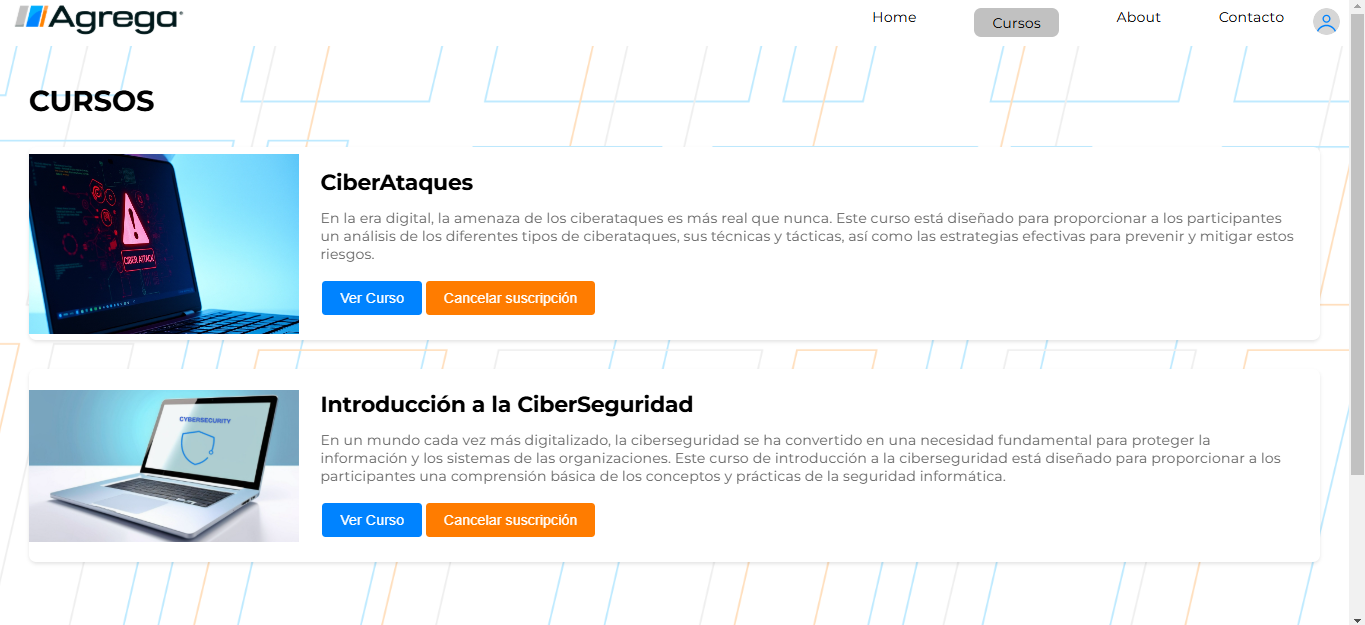 Agrega
Home
Cursos
About
Contacto
CURSOS
CYBER ATTACK
CiberAtaques
En la era digital, la amenaza de los ciberataques es más real que nunca. Este curso está diseñado para proporcionar a los participantes
un análisis de los diferentes tipos de ciberataques, sus técnicas y tácticas, así como las estrategias efectivas para prevenir y mitigar estos
riesgos.
Ver Curso
Cancelar suscripción
CYBERSECURITY
Introducción a la CiberSeguridad
En un mundo cada vez más digitalizado, la ciberseguridad se ha convertido en una necesidad fundamental para proteger la
información y los sistemas de las organizaciones. Este curso de introducción a la ciberseguridad está diseñado para proporcionar a los
participantes una comprensión básica de los conceptos y prácticas de la seguridad informática.
Ver Curso
Cancelar suscripción